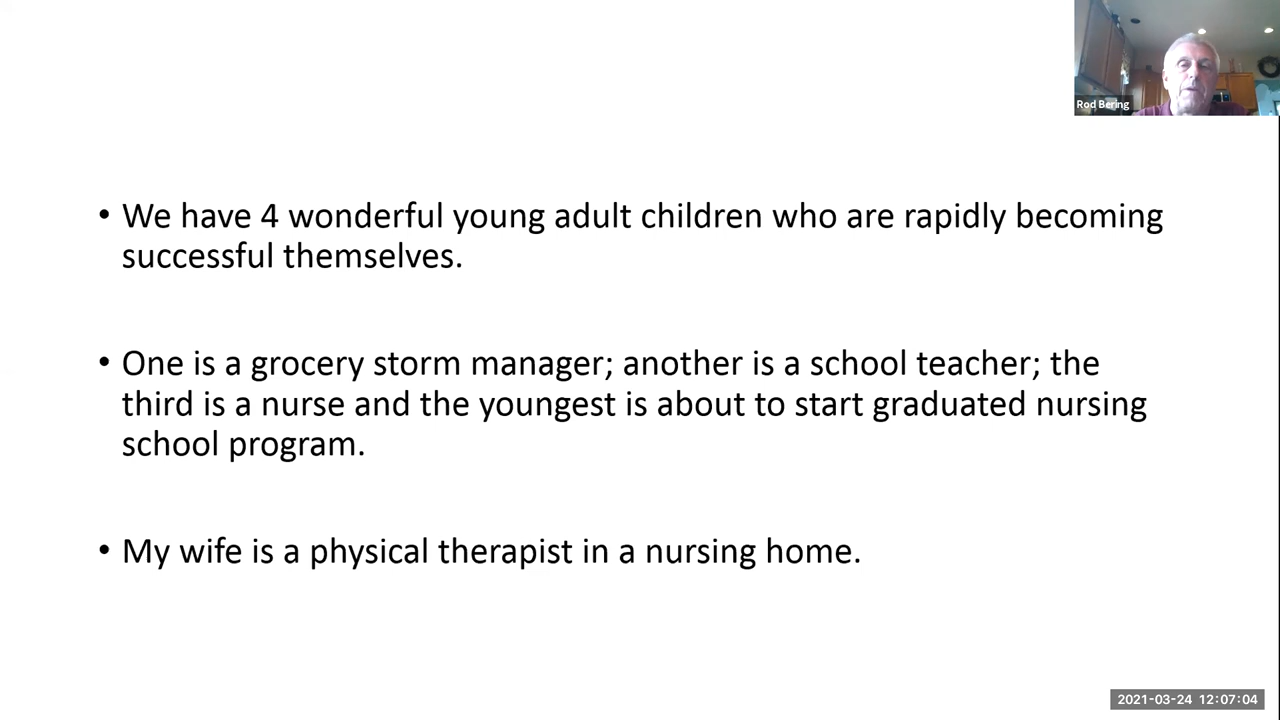 Rod Bering
• We have 4 wonderful young adult children who are rapidly becoming
successful themselves.
• One is a grocery storm manager; another is a school teacher; the
third is a nurse and the youngest is about to start graduated nursing
school program.
• My wife is a physical therapist in a nursing home.
2021-03-24 12:07:04